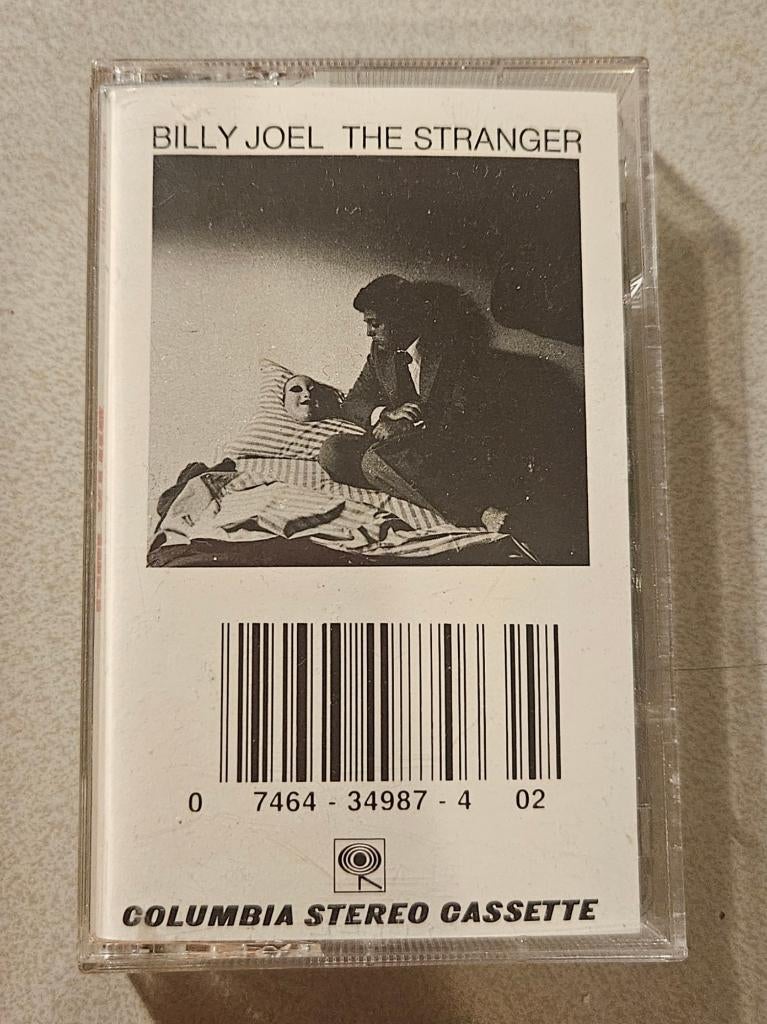 BILLY JOEL THE STRANGER
0 7464 - 34987 - 4 02
COLUMBIA STEREO CASSETTE